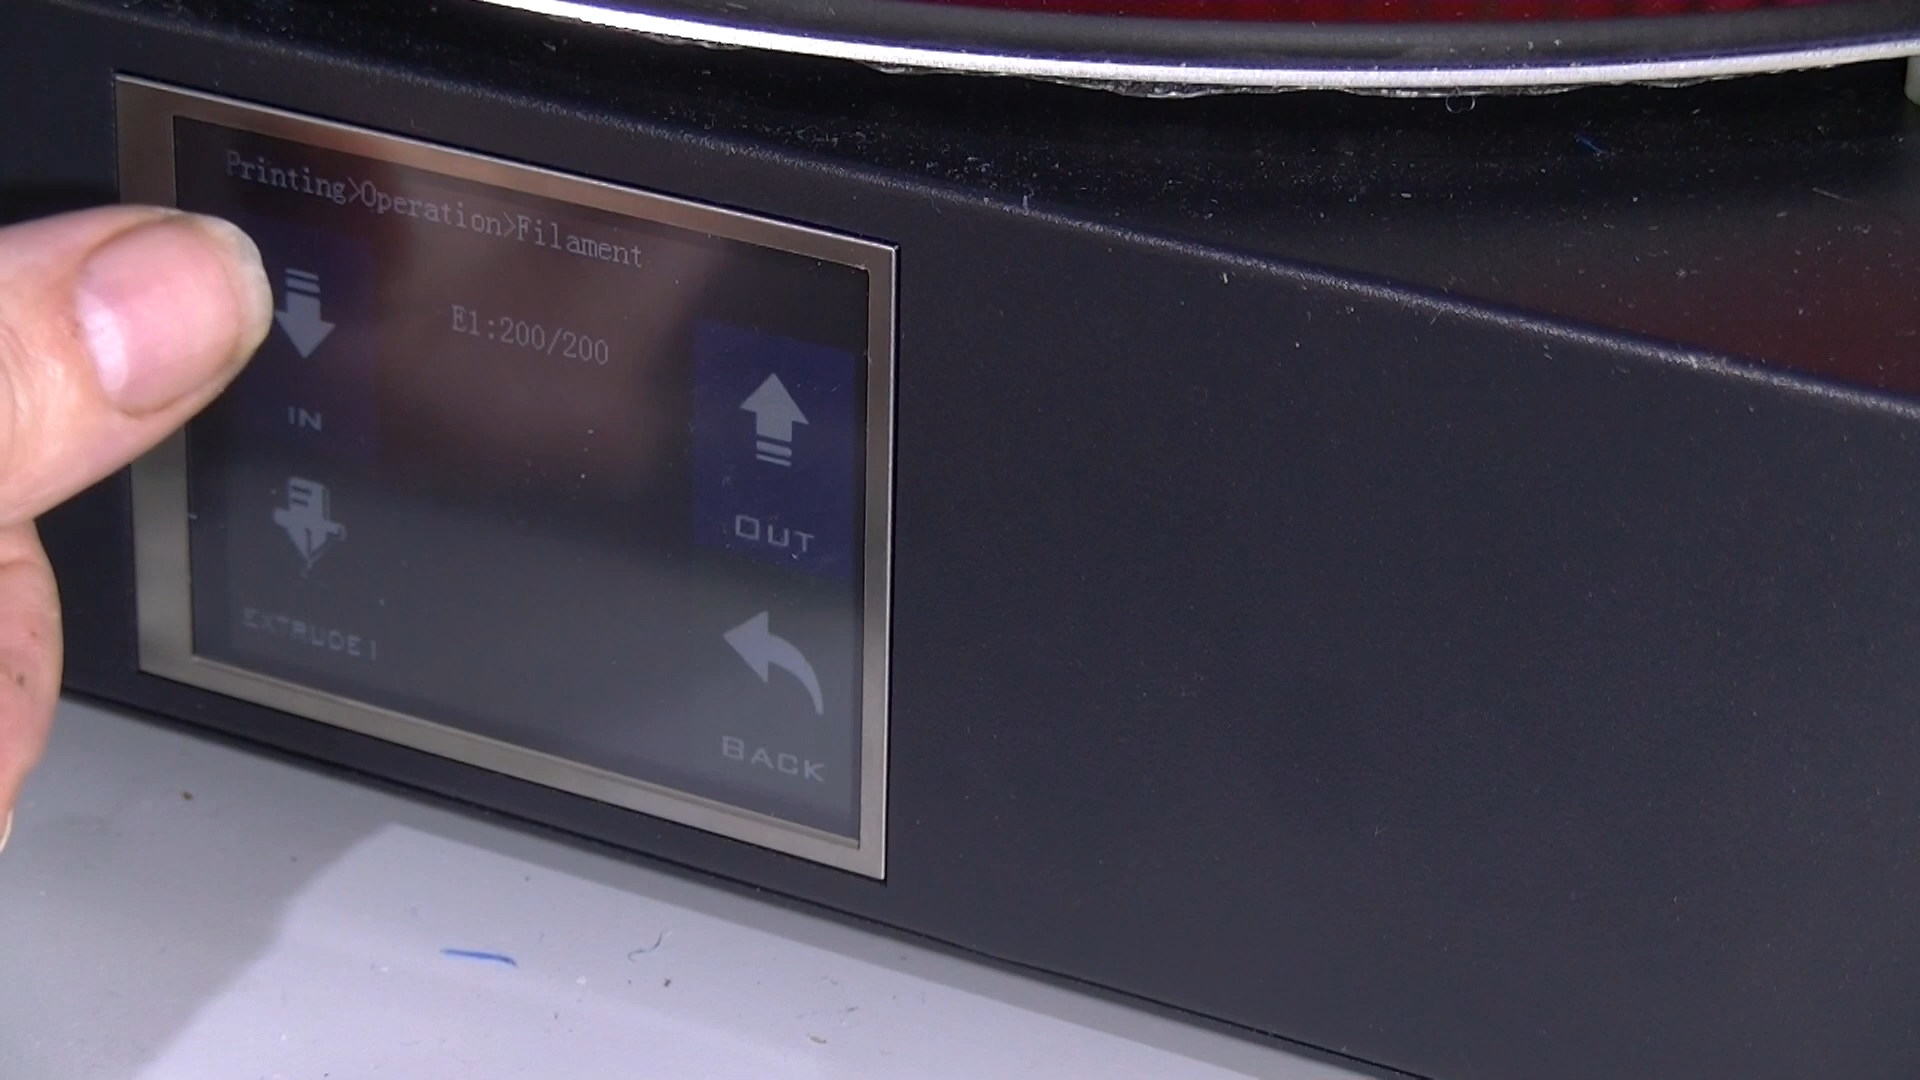 Printing>Operation>Filament
E1:200/200
IN
OUT
EXTRUDE1
BACK